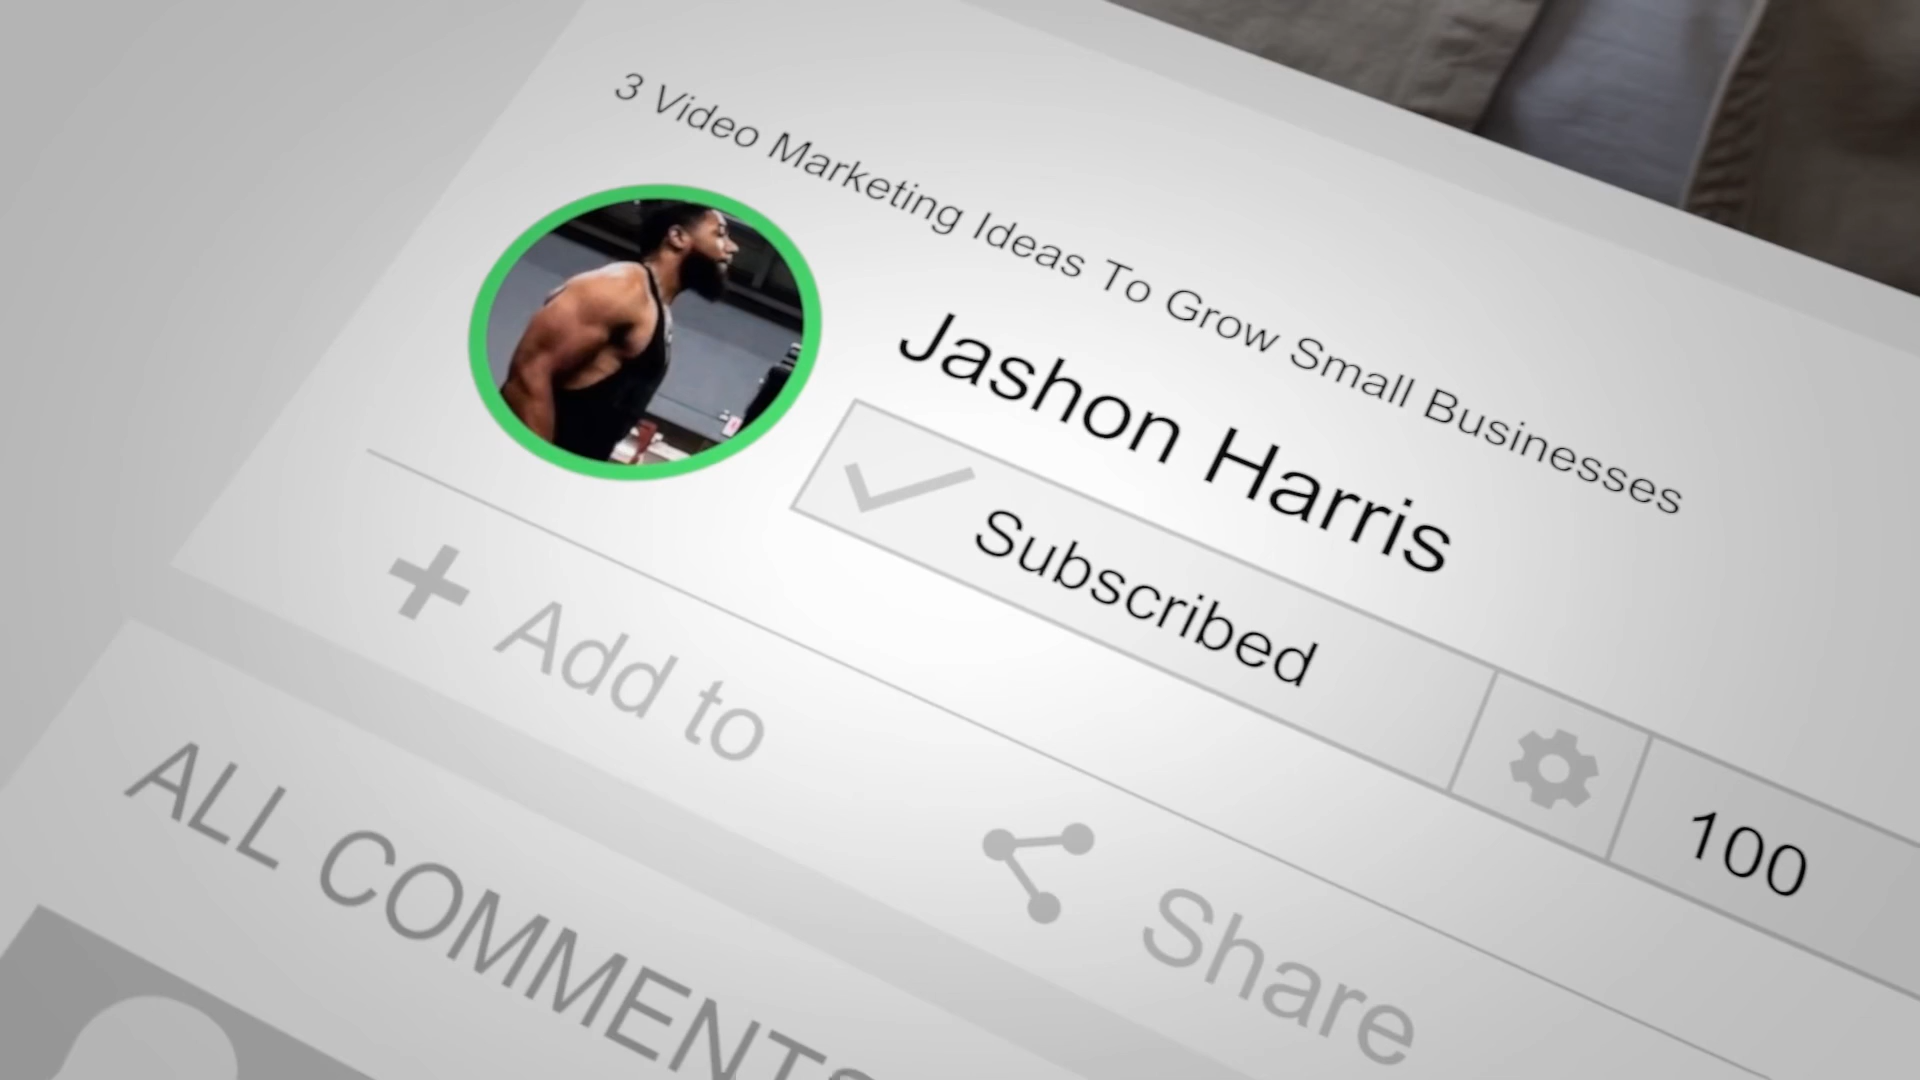 3 Video Marketing Ideas To Grow Small Businesses
Jashon Harris
Subscribed
100
Add to
Share
ALL COMMENTS